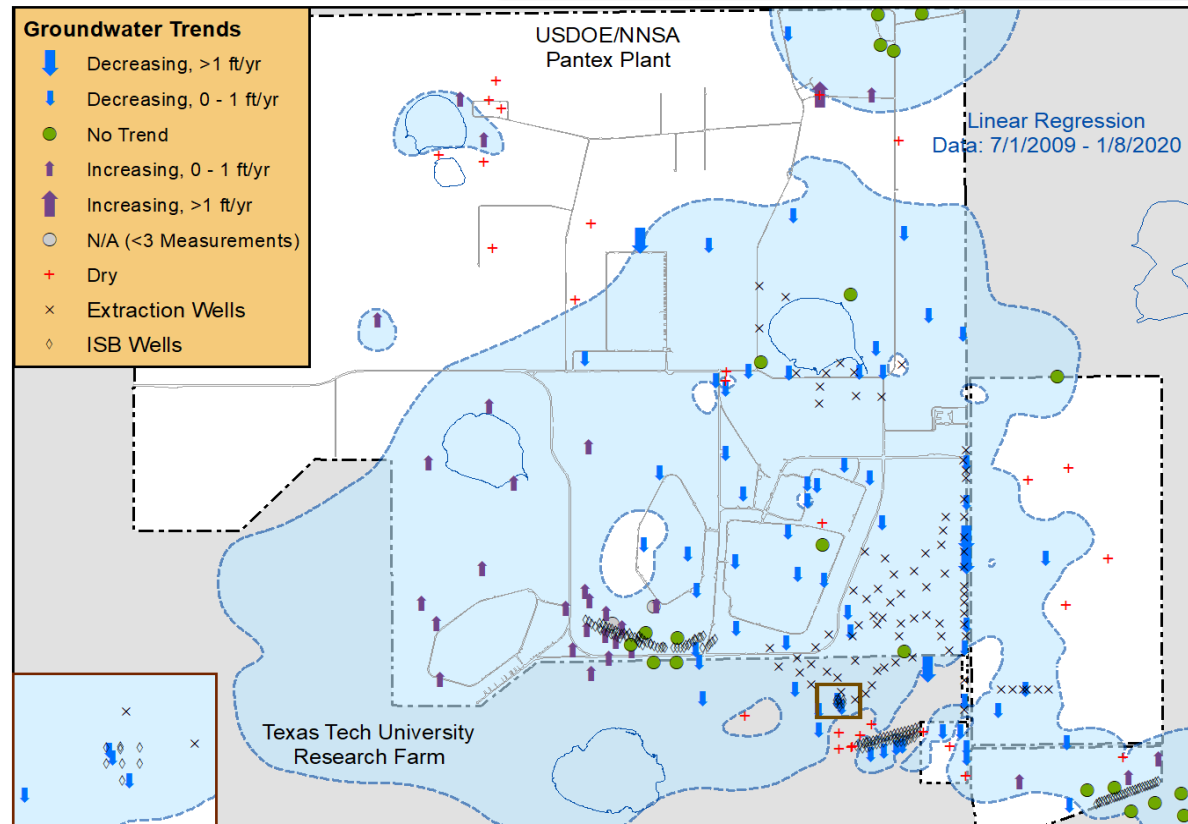 Groundwater Trends
Decreasing, >1 ft/yr
Decreasing, 0 - 1 ft/yr
No Trend
Increasing, 0 - 1 ft/yr
Increasing, >1 ft/yr
N/A (<3 Measurements)
Dry
Extraction Wells
ISB Wells
USDOE/NNSA
Pantex Plant
Linear Regression
Data: 7/1/2009 - 1/8/2020
Texas Tech University
Research Farm